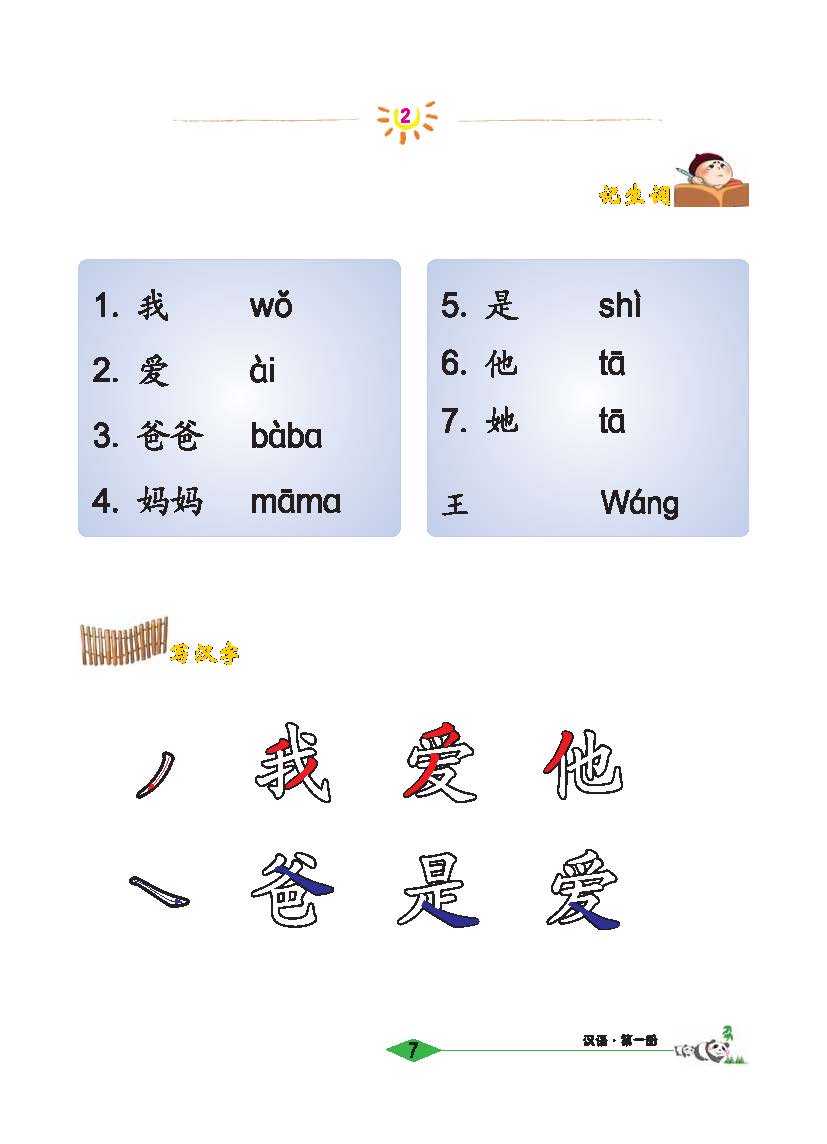 2
记生词
1. 我 wǒ
2. 爱 ài
3. 爸爸 bàba
4. 妈妈 māma
5. 是 shì
6. 他 tā
7. 她 tā
王 Wáng
写汉字
丿 我 爱 他
㇏ 爸 是 爱
7
汉语·第一册